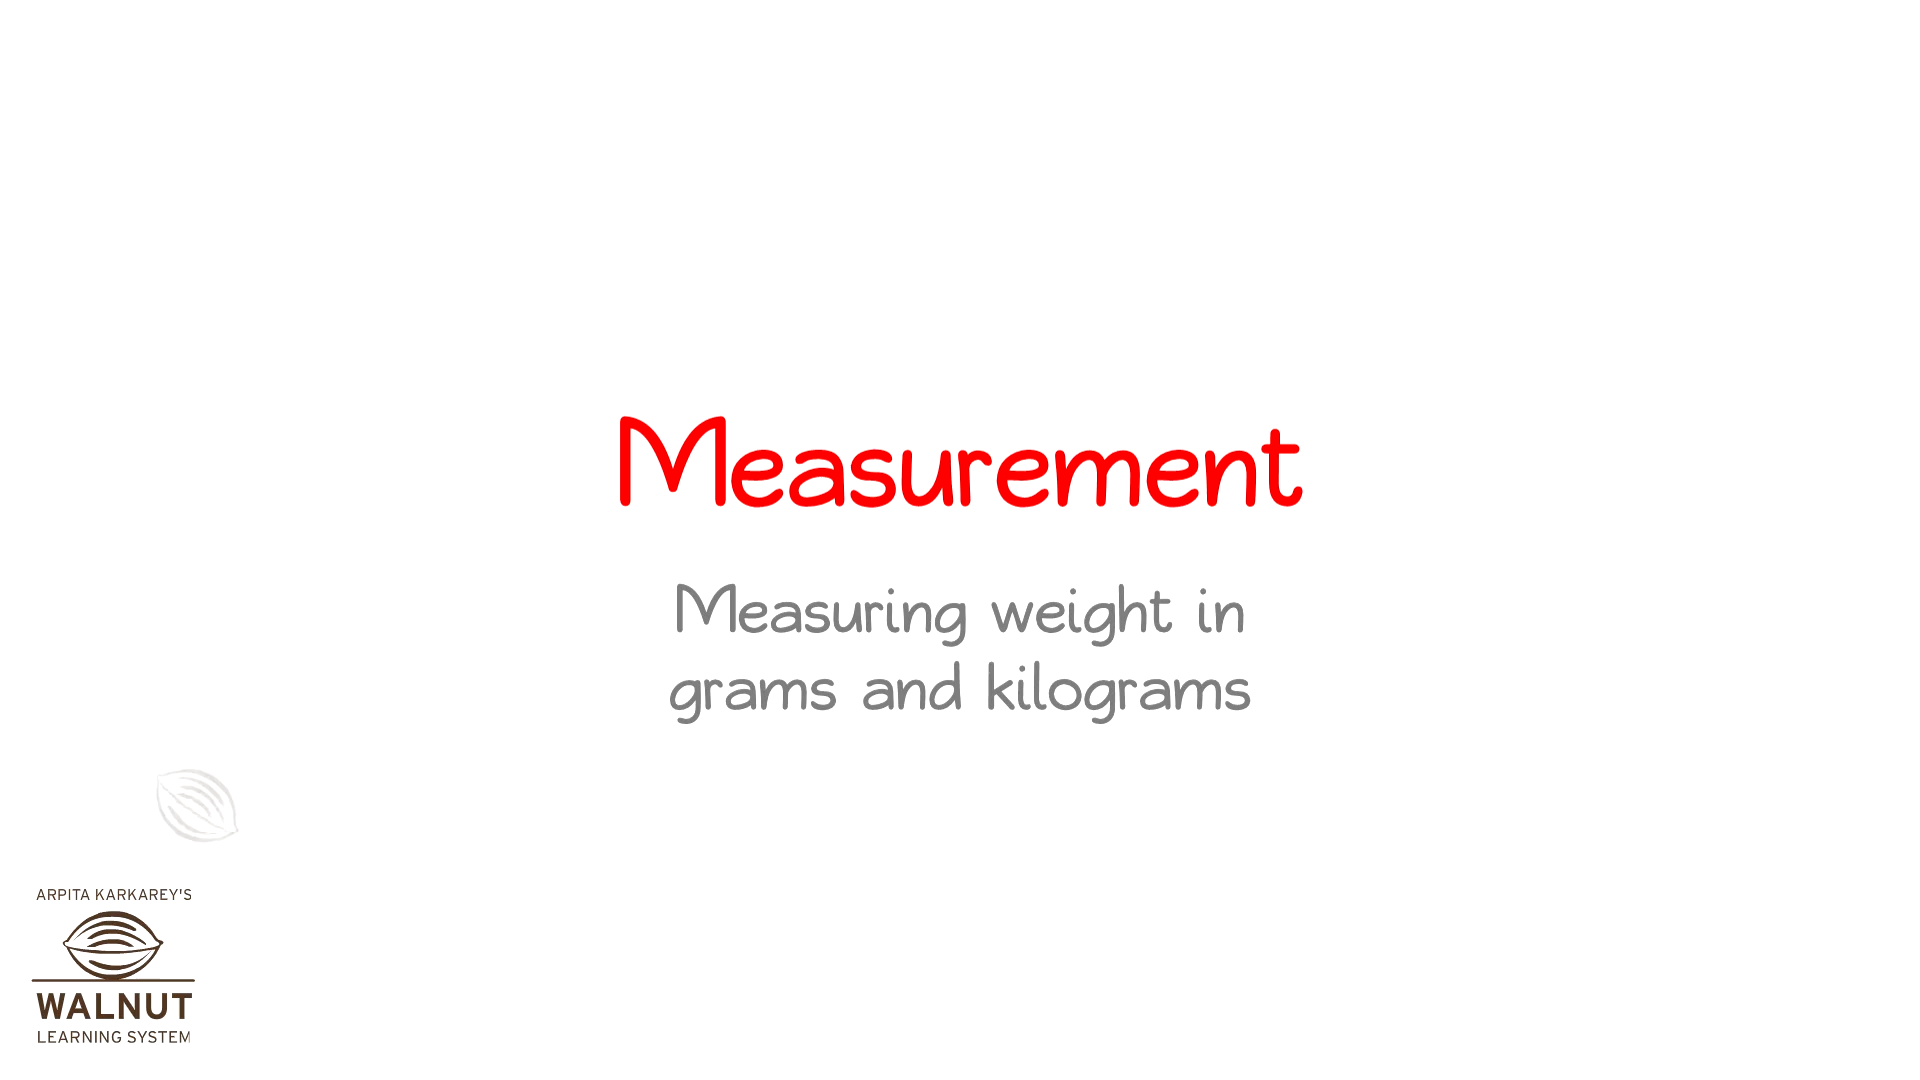 Measurement
Measuring weight in
grams and kilograms
ARPITA KARKAREY'S
WALNUT
LEARNING SYSTEM